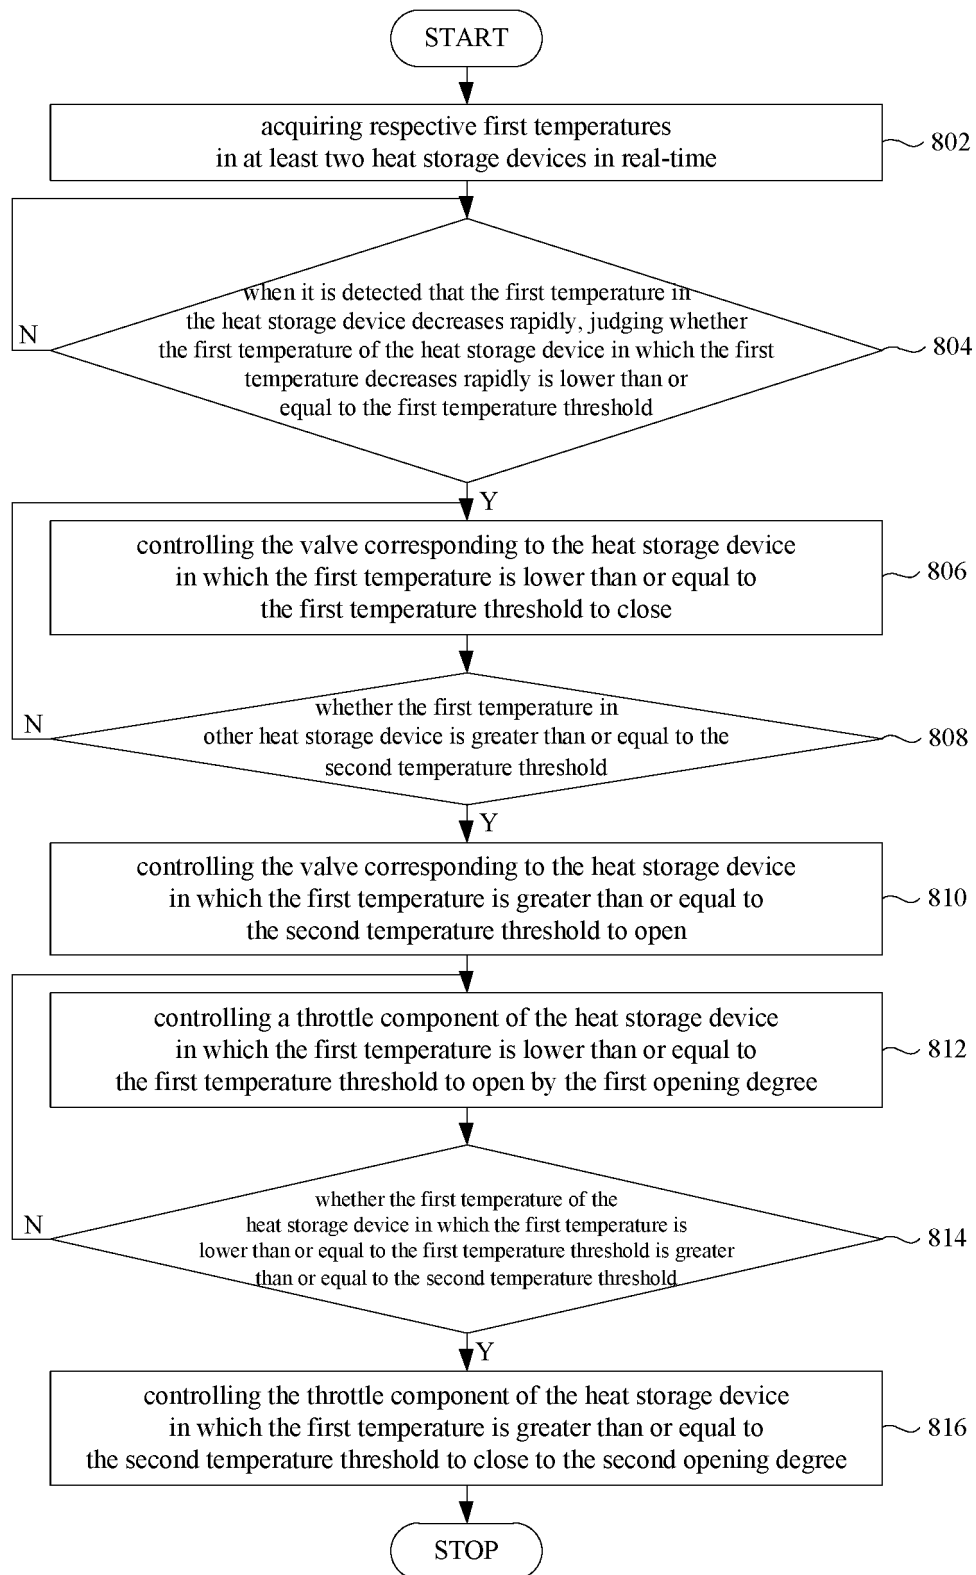 START
acquiring respective first temperatures
in at least two heat storage devices in real-time
802
when it is detected that the first temperature in
the heat storage device decreases rapidly, judging whether
the first temperature of the heat storage device in which the first
temperature decreases rapidly is lower than or
equal to the first temperature threshold
N
804
Y
controlling the valve corresponding to the heat storage device
in which the first temperature is lower than or equal to
the first temperature threshold to close
806
whether the first temperature in
other heat storage device is greater than or equal to the
second temperature threshold
N
808
Y
controlling the valve corresponding to the heat storage device
in which the first temperature is greater than or equal to
the second temperature threshold to open
810
controlling a throttle component of the heat storage device
in which the first temperature is lower than or equal to
the first temperature threshold to open by the first opening degree
812
whether the first temperature of the
heat storage device in which the first temperature is
lower than or equal to the first temperature threshold is greater
than or equal to the second temperature threshold
N
814
Y
controlling the throttle component of the heat storage device
in which the first temperature is greater than or equal to
the second temperature threshold to close to the second opening degree
816
STOP